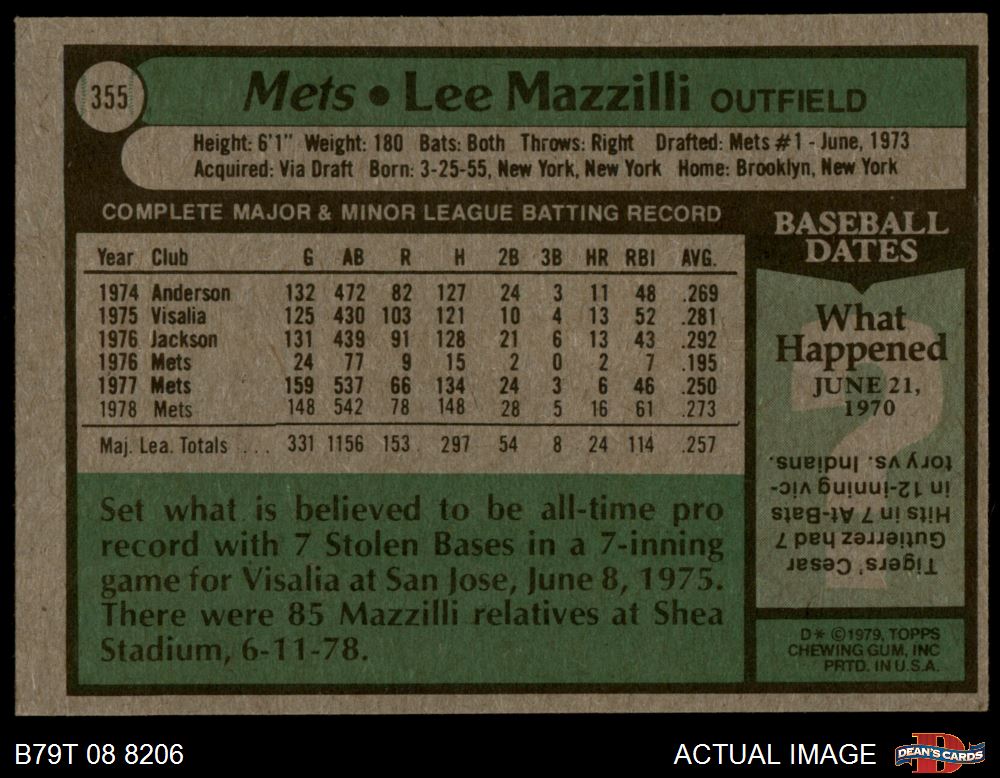 355
Mets • Lee Mazzilli OUTFIELD
Height: 6'1" Weight: 180 Bats: Both Throws: Right Drafted: Mets #1 - June, 1973
Acquired: Via Draft Born: 3-25-55, New York, New York Home: Brooklyn, New York
COMPLETE MAJOR & MINOR LEAGUE BATTING RECORD
Year Club G AB R H 2B 3B HR RBI AVG.
1974 Anderson 132 472 82 127 24 3 11 48 .269
1975 Visalia 125 430 103 121 10 4 13 52 .281
1976 Jackson 131 439 91 128 21 6 13 43 .292
1976 Mets 24 77 9 15 2 0 2 7 .195
1977 Mets 159 537 66 134 24 3 6 46 .250
1978 Mets 148 542 78 148 28 5 16 61 .273
Maj. Lea. Totals ... 331 1156 153 297 54 8 24 114 .257
Set what is believed to be all-time pro
record with 7 Stolen Bases in a 7-inning
game for Visalia at San Jose, June 8, 1975.
There were 85 Mazzilli relatives at Shea
Stadium, 6-11-78.
BASEBALL
DATES
What
Happened
JUNE 21,
1970
Tigers' Cesar
Gutierrez had 7
Hits in 7 At-Bats
in 12-inning vic-
tory vs. Indians.
D* ©1979, TOPPS
CHEWING GUM, INC
PRTD. IN U.S.A.
B79T 08 8206
ACTUAL IMAGE
DEAN'S CARDS